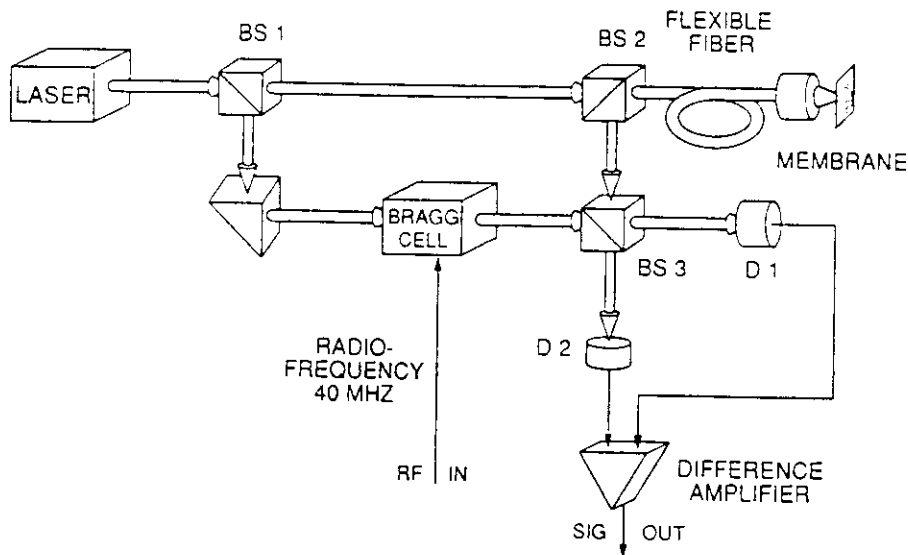 BS 1
BS 2
FLEXIBLE
FIBER
LASER
MEMBRANE
BRAGG
CELL
BS 3
D 1
RADIO-
FREQUENCY
40 MHZ
D 2
RF IN
DIFFERENCE
AMPLIFIER
SIG OUT